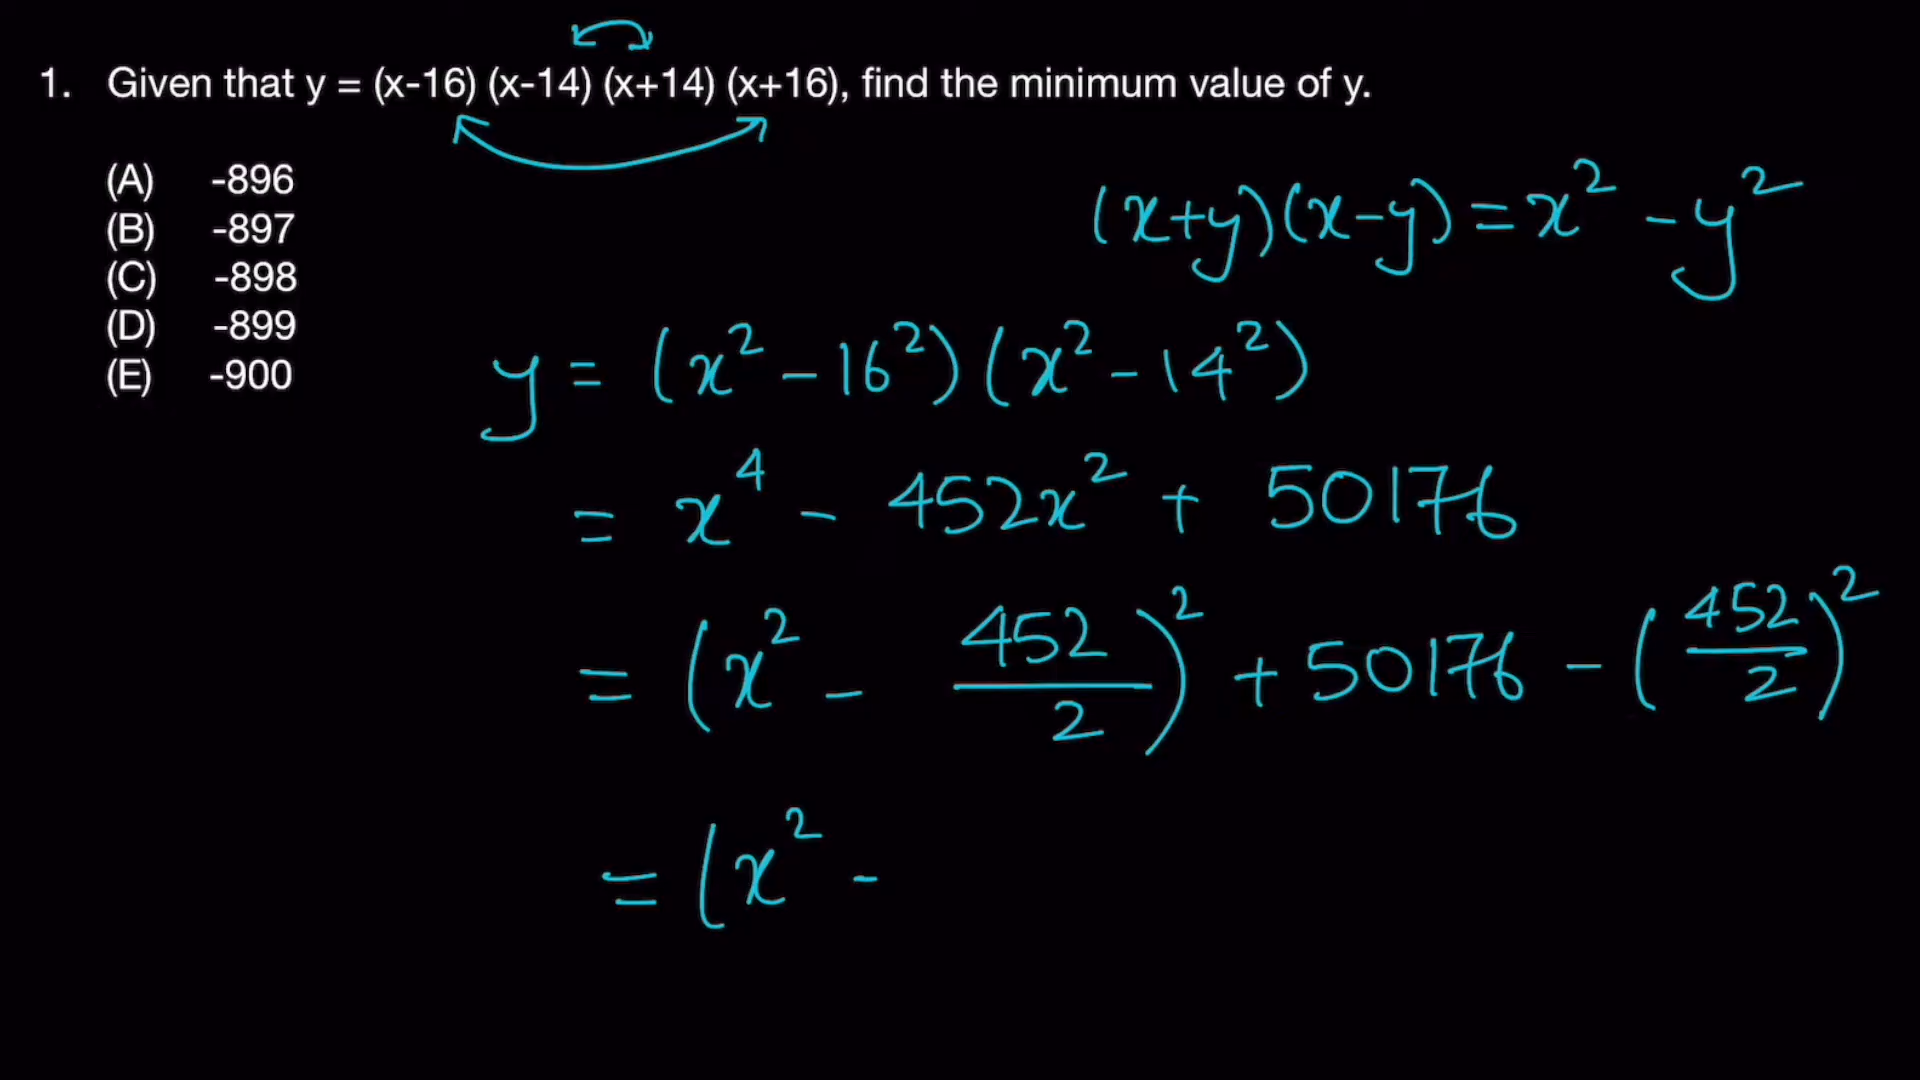 1. Given that y = (x-16) (x-14) (x+14) (x+16), find the minimum value of y.
(A) -896
(B) -897
(C) -898
(D) -899
(E) -900
(x+y)(x-y) = x² - y²
y = (x² - 16²)(x² - 14²)
= x⁴ - 452x² + 50176
= (x² - 452/2)² + 50176 - (452/2)²
= (x² -